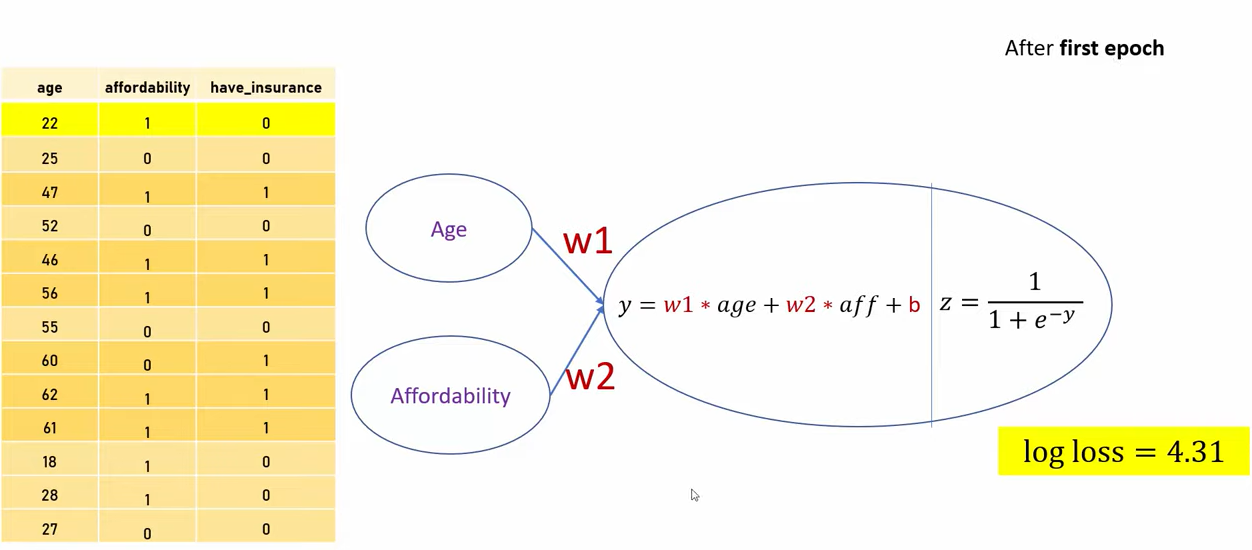 After first epoch
age affordability have_insurance
22 1 0
25 0 0
47 1 1
52 0 0
46 1 1
56 1 1
55 0 0
60 0 1
62 1 1
61 1 1
18 1 0
28 1 0
27 0 0
Age
w1
y = w1 * age + w2 * aff + b
z = 1 / 1 + e^{-y}
w2
Affordability
log loss = 4.31